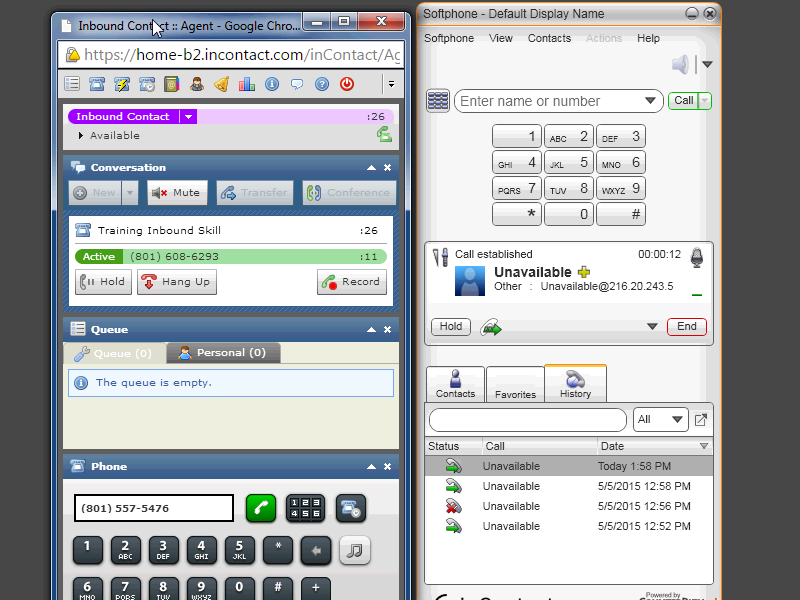 Inbound Contact :: Agent - Google Chro...
https://home-b2.incontact.com/inContact/Ag
Inbound Contact :26
Available
Conversation
New Mute Transfer Conference
Training Inbound Skill :26
Active (801) 608-6293 :11
Hold Hang Up Record
Queue
Queue (0) Personal (0)
The queue is empty.
Phone
(801) 557-5476
1 2 3
4 5 6
1 2 ABC 3 DEF 4 GHI 5 JKL * 
6 MNO 7 PQRS 8 TUV 9 WXYZ 0 # +
Softphone - Default Display Name
Softphone View Contacts Actions Help
Enter name or number Call
1 ABC 2 DEF 3
GHI 4 JKL 5 MNO 6
PQRS 7 TUV 8 WXYZ 9
* 0 #
Call established 00:00:12
Unavailable
Other : Unavailable@216.20.243.5
Hold End
Contacts Favorites History
All
Status Call Date
Unavailable Today 1:58 PM
Unavailable 5/5/2015 12:58 PM
Unavailable 5/5/2015 12:56 PM
Unavailable 5/5/2015 12:52 PM
Powered by